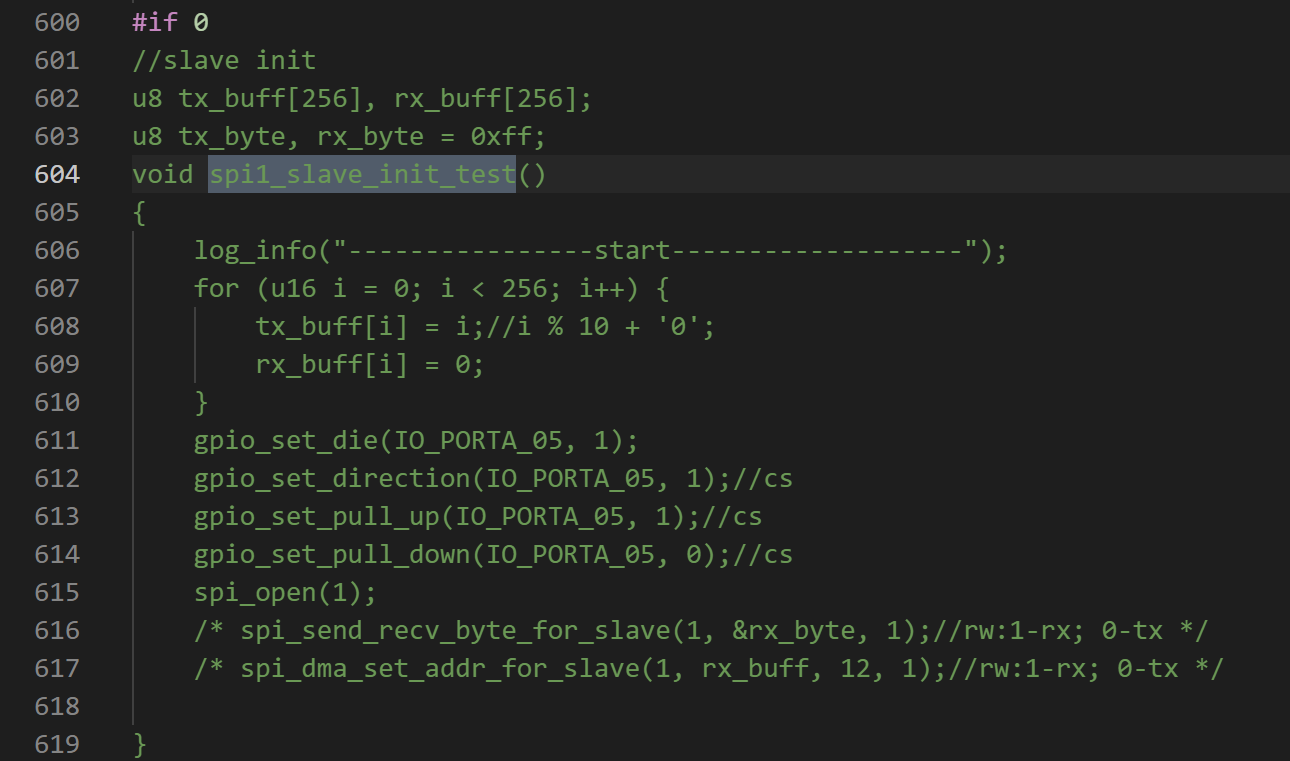 600 #if 0
601 //slave init
602 u8 tx_buff[256], rx_buff[256];
603 u8 tx_byte, rx_byte = 0xff;
604 void spi1_slave_init_test()
605 {
606     log_info("----------------start-------------------");
607     for (u16 i = 0; i < 256; i++) {
608         tx_buff[i] = i;//i % 10 + '0';
609         rx_buff[i] = 0;
610     }
611     gpio_set_die(IO_PORTA_05, 1);
612     gpio_set_direction(IO_PORTA_05, 1);//cs
613     gpio_set_pull_up(IO_PORTA_05, 1);//cs
614     gpio_set_pull_down(IO_PORTA_05, 0);//cs
615     spi_open(1);
616     /* spi_send_recv_byte_for_slave(1, &rx_byte, 1);//rw:1-rx; 0-tx */
617     /* spi_dma_set_addr_for_slave(1, rx_buff, 12, 1);//rw:1-rx; 0-tx */
618
619 }